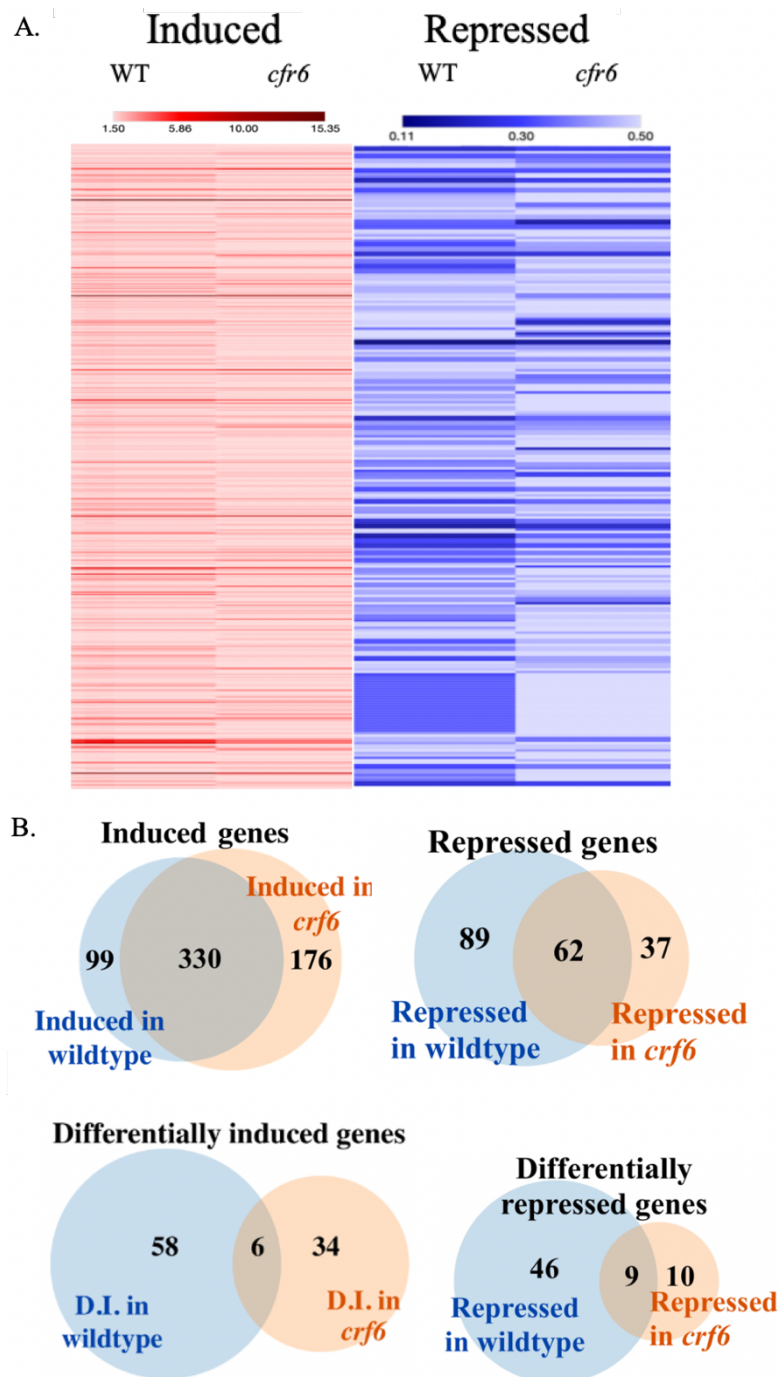 A.
Induced
Repressed
WT
cfr6
WT
cfr6
1.50 5.86 10.00 15.35
0.11 0.30 0.50
B.
Induced genes
Induced in
crf6
99
330
176
Induced in
wildtype
Repressed genes
89
62
37
Repressed
in wildtype
Repressed
in crf6
Differentially induced genes
58
6
34
D.I. in
wildtype
D.I. in
crf6
Differentially
repressed genes
46
9
10
Repressed
in wildtype
Repressed
in crf6